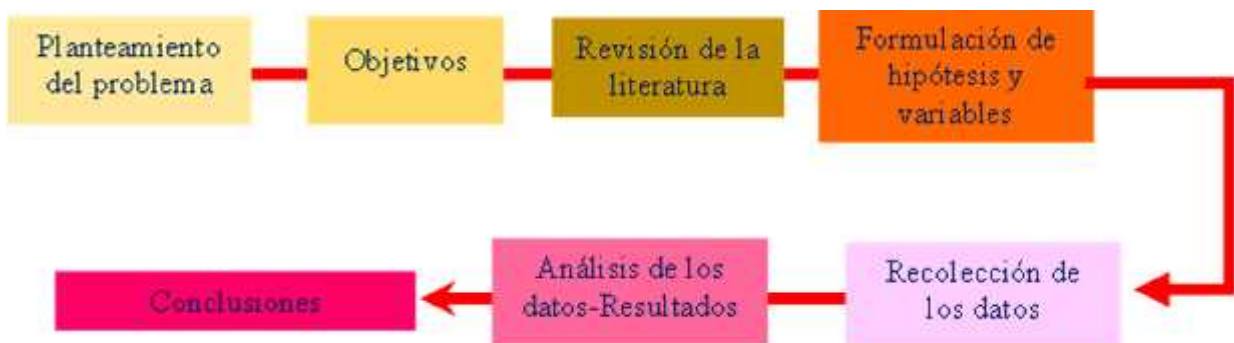 Planteamiento
del problema
Objetivos
Revisión de la
literatura
Formulación de
hipótesis y
variables
Recolección de
los datos
Análisis de los
datos-Resultados
Conclusiones